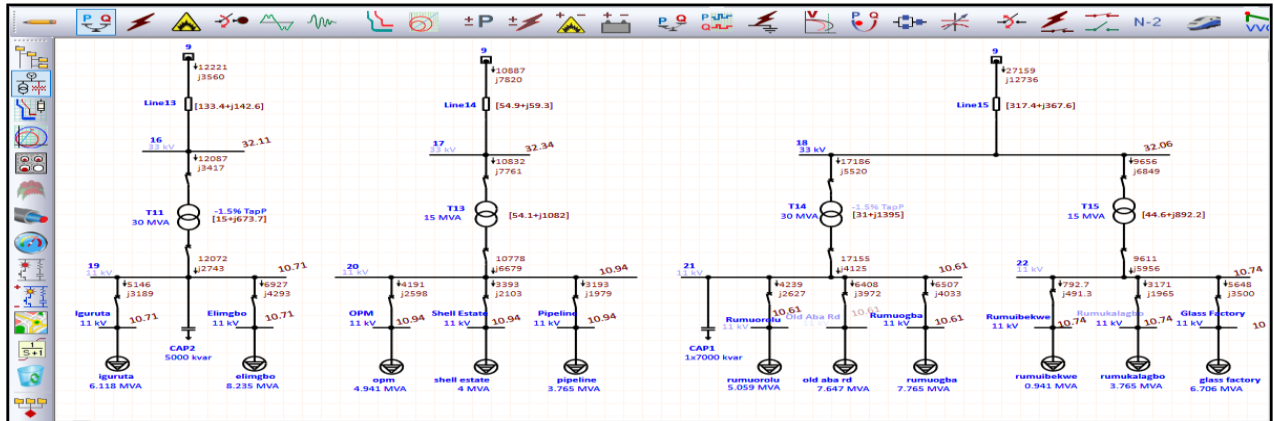 P Q
± P
N-2
1
S+1
9
12221
j3560
Line13
[133.4+j142.6]
16
33 kV
32.11
12087
j3417
T11
30 MVA
-1.5% TapP
[15+j673.7]
12072
j2743
19
11 kV
10.71
5146
j3189
6927
j4293
Iguruta
11 kV
10.71
Elimgbo
11 kV
10.71
CAP2
5000 kvar
iguruta
6.118 MVA
elimgbo
8.235 MVA
9
10887
j7820
Line14
[54.9+j59.3]
17
33 kV
32.34
10832
j7761
T13
15 MVA
[54.1+j1082]
10778
j6679
20
11 kV
10.94
4191
j2598
3393
j2103
3193
j1979
OPM
11 kV
10.94
Shell Estate
11 kV
10.94
Pipeline
11 kV
10.94
opm
4.941 MVA
shell estate
4 MVA
pipeline
3.765 MVA
9
27159
j12736
Line15
[317.4+j367.6]
18
33 kV
32.06
17186
j5520
9656
j6849
T14
30 MVA
-1.5% TapP
[31+j1395]
T15
15 MVA
[44.6+j892.2]
17155
j4125
9611
j5956
21
11 kV
10.61
4239
j2627
6408
j3972
6507
j4033
Rumuorolu
11 kV
10.61
Old Aba Rd
10.61
Rumuogba
11 kV
10.61
CAP1
1x7000 kvar
rumuorolu
5.059 MVA
old aba rd
7.647 MVA
rumuogba
7.765 MVA
22
11 kV
10.74
792.7
j491.3
3171
j1965
5648
j3500
Rumuibekwe
11 kV
10.74
Rumukalagbo
11 kV
10.74
Glass Factory
11 kV
10
rumuibekwe
0.941 MVA
rumukalagbo
3.765 MVA
glass factory
6.706 MVA